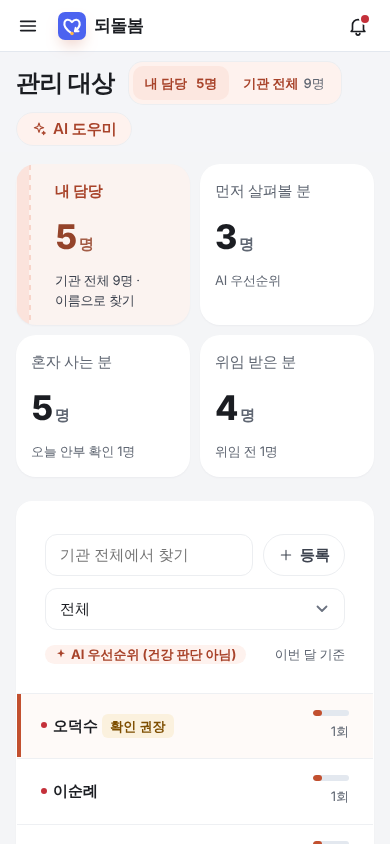 되돌봄
관리 대상
내 담당 5명
기관 전체 9명
AI 도우미
내 담당
5명
기관 전체 9명 ·
이름으로 찾기
먼저 살펴볼 분
3명
AI 우선순위
혼자 사는 분
5명
오늘 안부 확인 1명
위임 받은 분
4명
위임 전 1명
기관 전체에서 찾기
+ 등록
전체
AI 우선순위 (건강 판단 아님)
이번 달 기준
오덕수 확인 권장
1회
이순례
1회